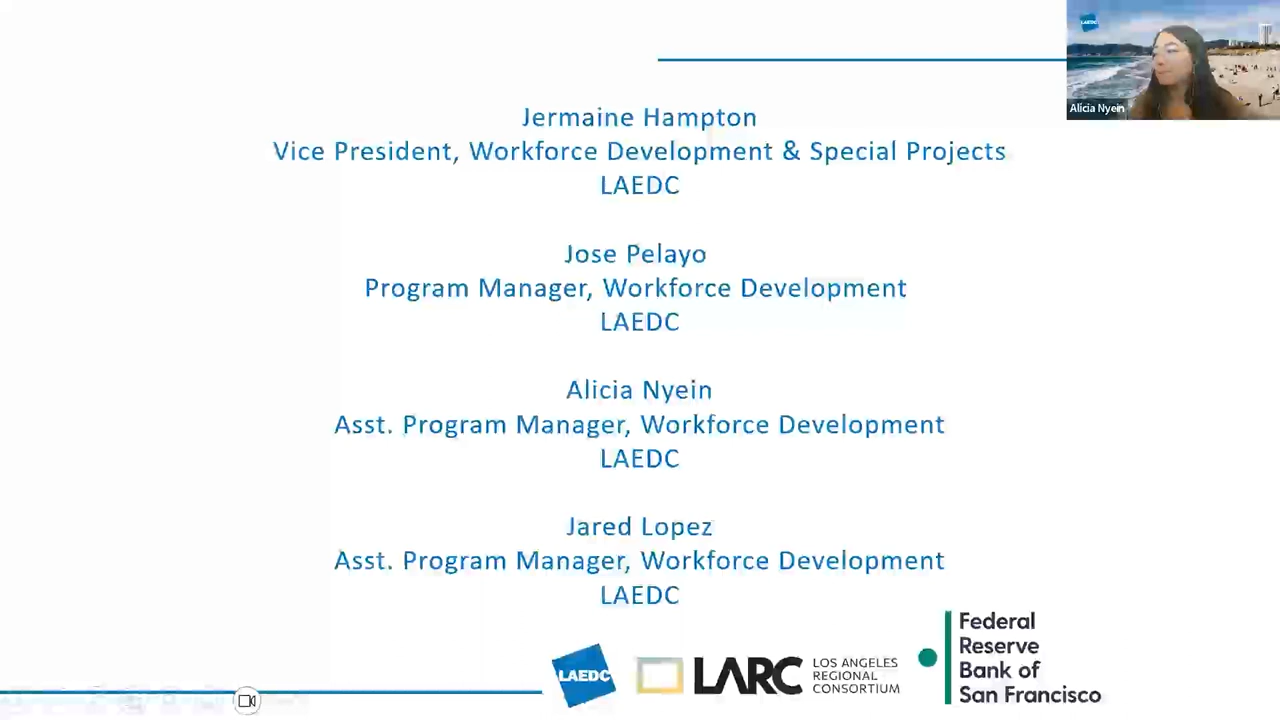 LAEDC
Alicia Nyein
Jermaine Hampton
Vice President, Workforce Development & Special Projects
LAEDC
Jose Pelayo
Program Manager, Workforce Development
LAEDC
Alicia Nyein
Asst. Program Manager, Workforce Development
LAEDC
Jared Lopez
Asst. Program Manager, Workforce Development
LAEDC
LAEDC
LARC
LOS ANGELES
REGIONAL
CONSORTIUM
Federal
Reserve
Bank of
San Francisco